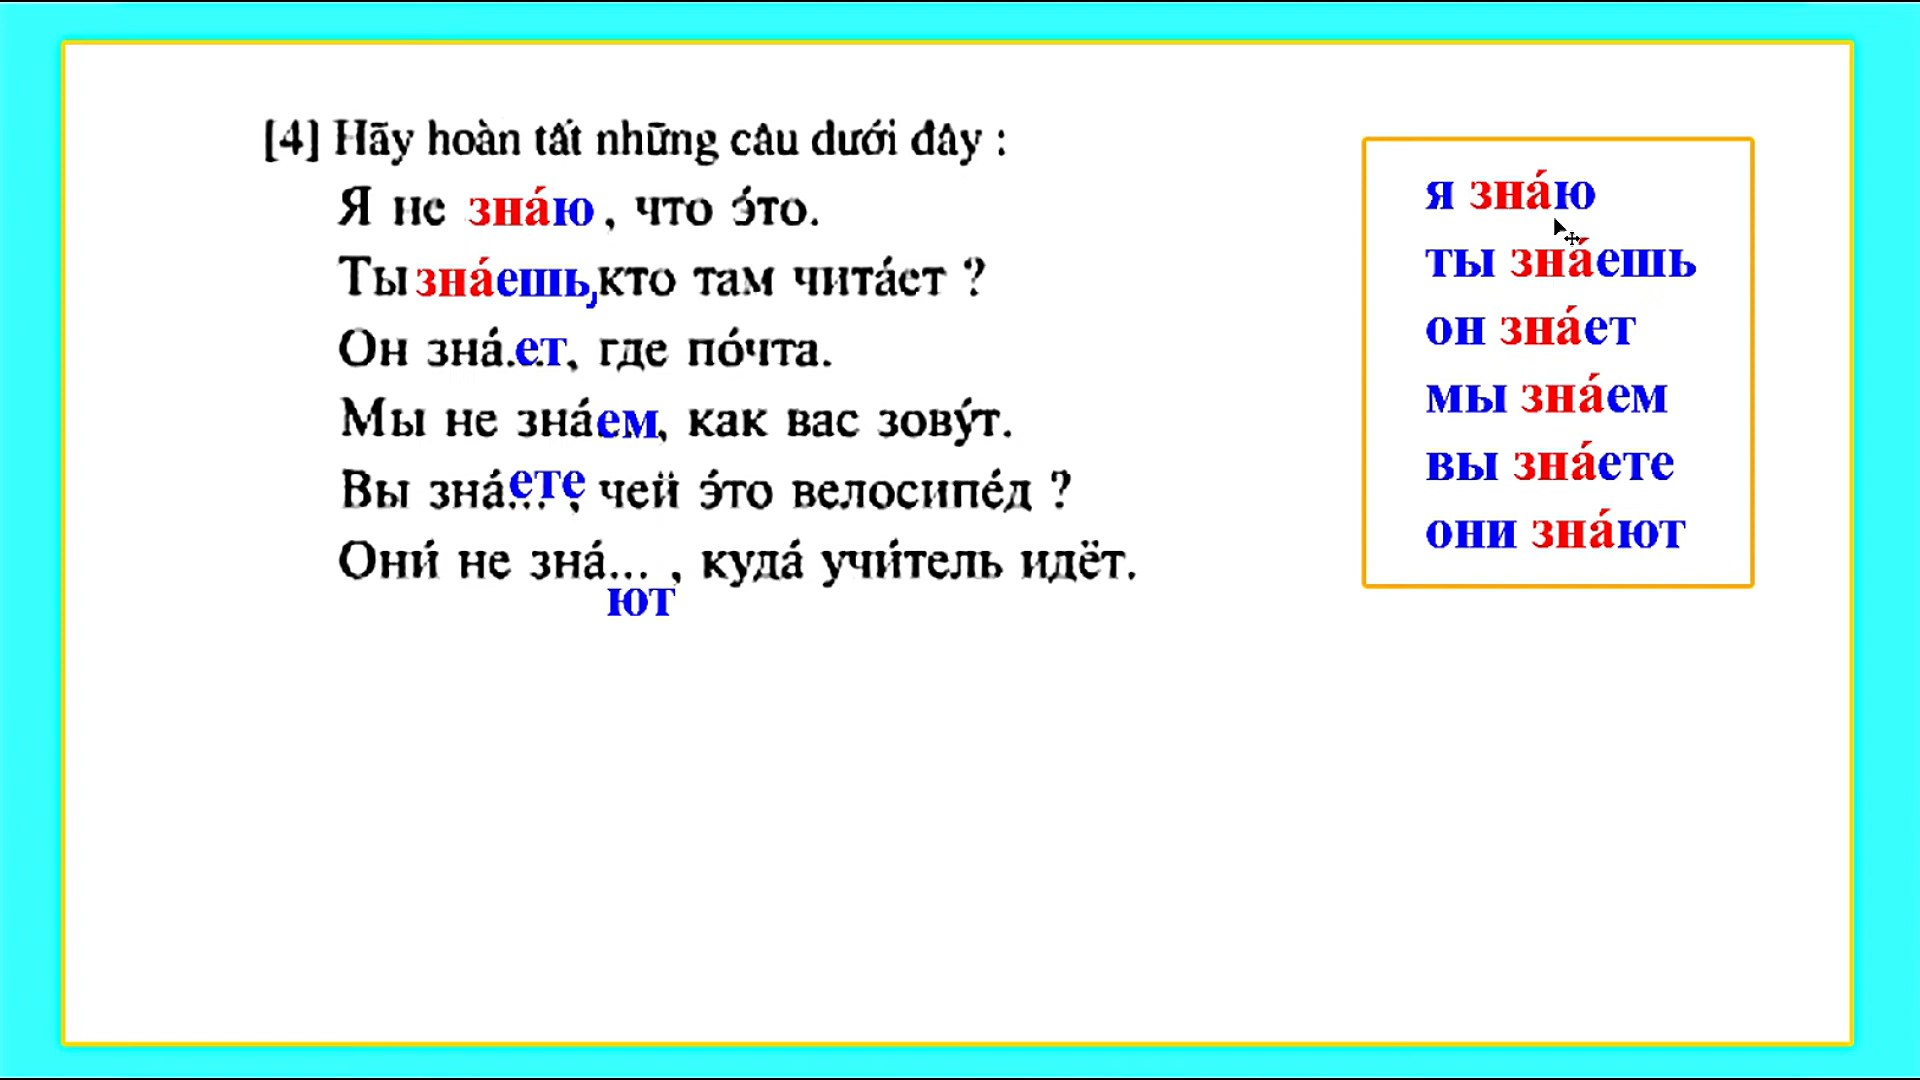 [4] Hãy hoàn tất những câu dưới đây :
Я не зна́ю , что э́то.
Ты зна́ешь, кто там чита́ет ?
Он зна́...ет, где по́чта.
Мы не зна́ем, как вас зову́т.
Вы зна́...ете , чей э́то велосипе́д ?
Они́ не зна́... , куда́ учи́тель идёт.
ют
я зна́ю
ты зна́ешь
он зна́ет
мы зна́ем
вы зна́ете
они зна́ют